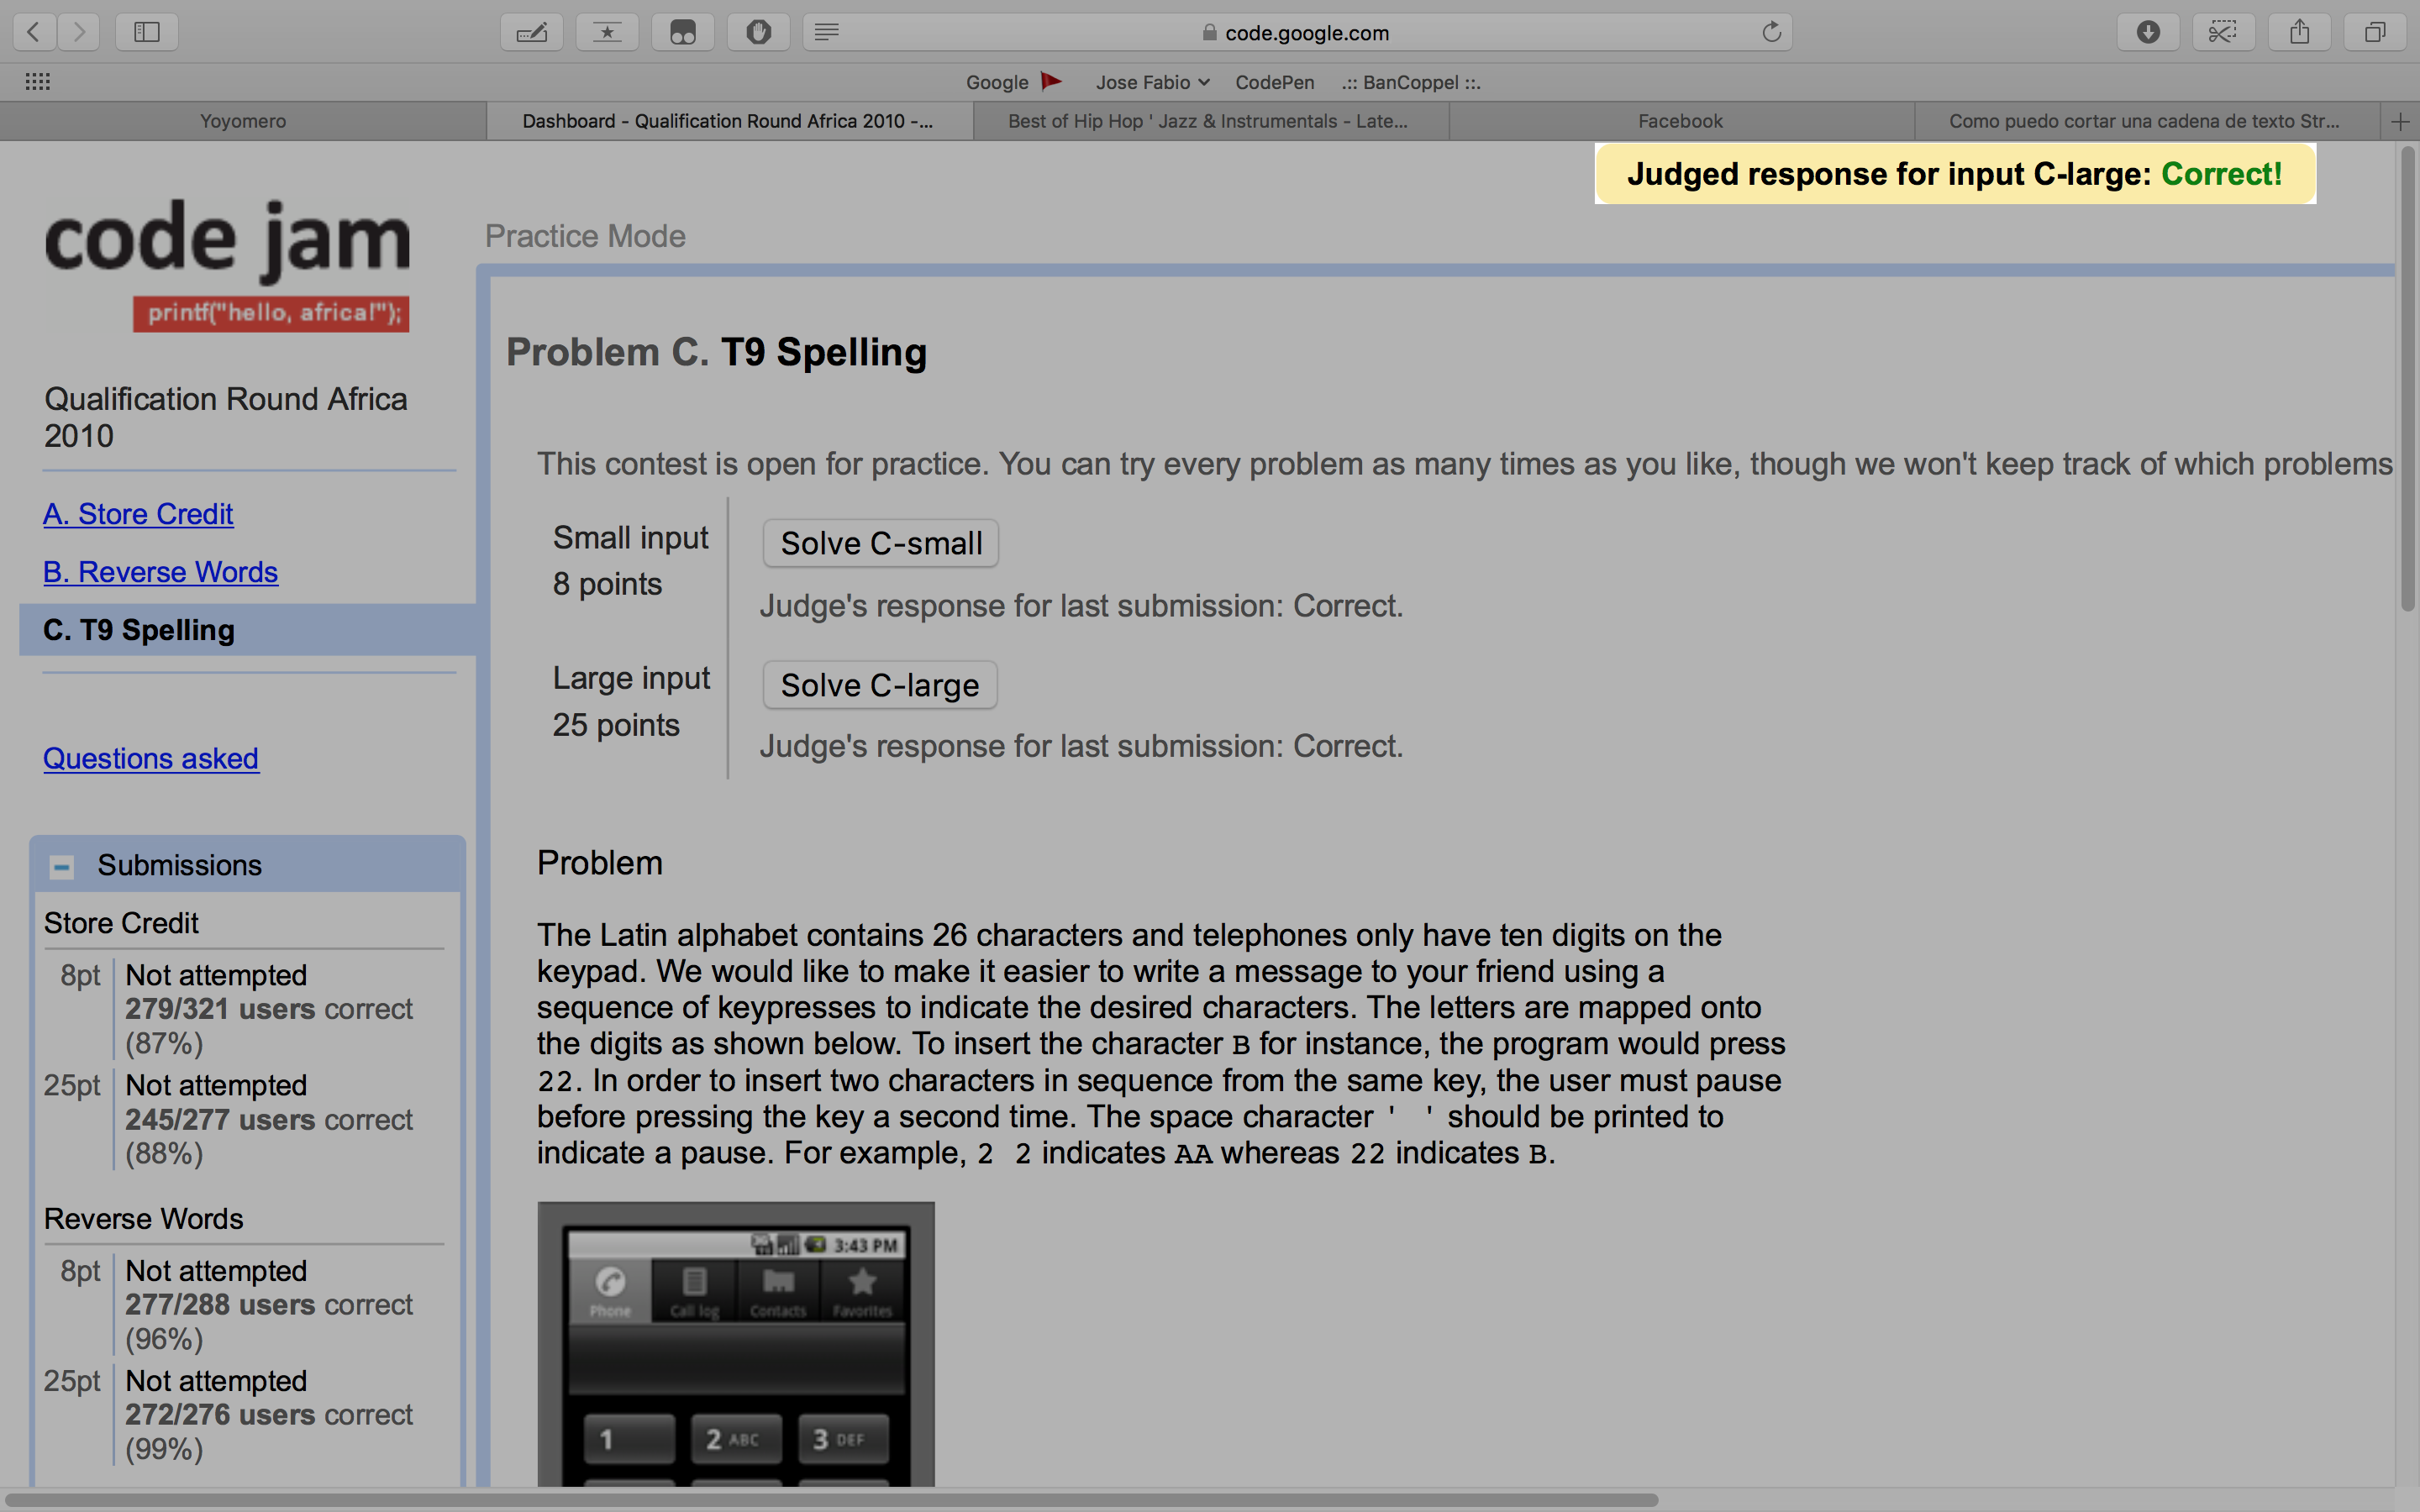 code.google.com
Google
Jose Fabio
CodePen
.:: BanCoppel ::.
Yoyomero
Dashboard - Qualification Round Africa 2010 -...
Best of Hip Hop ' Jazz & Instrumentals - Late...
Facebook
Como puedo cortar una cadena de texto Str...
Judged response for input C-large: Correct!
code jam
printf("hello, africa!");
Practice Mode
Qualification Round Africa
2010
A. Store Credit
B. Reverse Words
C. T9 Spelling
Questions asked
Submissions
Store Credit
8pt Not attempted
279/321 users correct
(87%)
25pt Not attempted
245/277 users correct
(88%)
Reverse Words
8pt Not attempted
277/288 users correct
(96%)
25pt Not attempted
272/276 users correct
(99%)
Problem C. T9 Spelling
This contest is open for practice. You can try every problem as many times as you like, though we won't keep track of which problems
Small input
8 points
Solve C-small
Judge's response for last submission: Correct.
Large input
25 points
Solve C-large
Judge's response for last submission: Correct.
Problem
The Latin alphabet contains 26 characters and telephones only have ten digits on the
keypad. We would like to make it easier to write a message to your friend using a
sequence of keypresses to indicate the desired characters. The letters are mapped onto
the digits as shown below. To insert the character B for instance, the program would press
22. In order to insert two characters in sequence from the same key, the user must pause
before pressing the key a second time. The space character ' ' should be printed to
indicate a pause. For example, 2 2 indicates AA whereas 22 indicates B.
3:43 PM
Phone
Call log
Contacts
Favorites
1
2 ABC
3 DEF